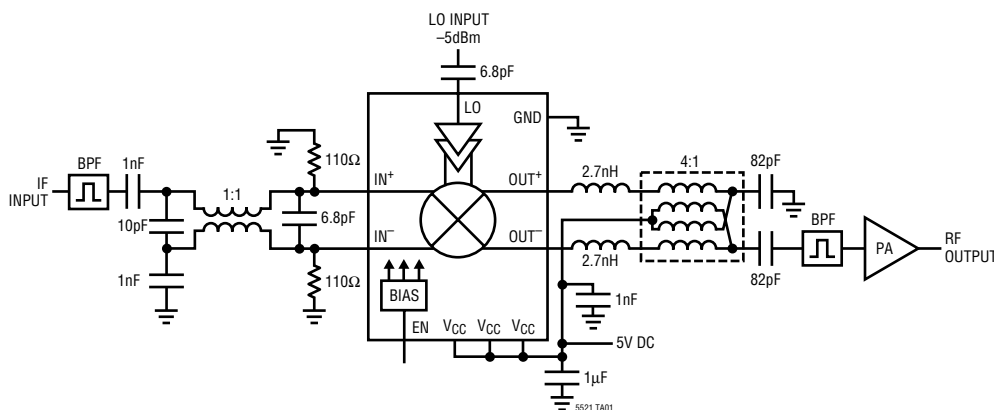 LO INPUT
–5dBm
6.8pF
LO
GND
110Ω
BPF
1nF
IF
INPUT
1:1
10pF
6.8pF
1nF
110Ω
IN+
IN–
OUT+
OUT–
2.7nH
2.7nH
4:1
82pF
82pF
BPF
PA
RF
OUTPUT
BIAS
EN
VCC VCC VCC
1nF
5V DC
1µF
5521 TA01